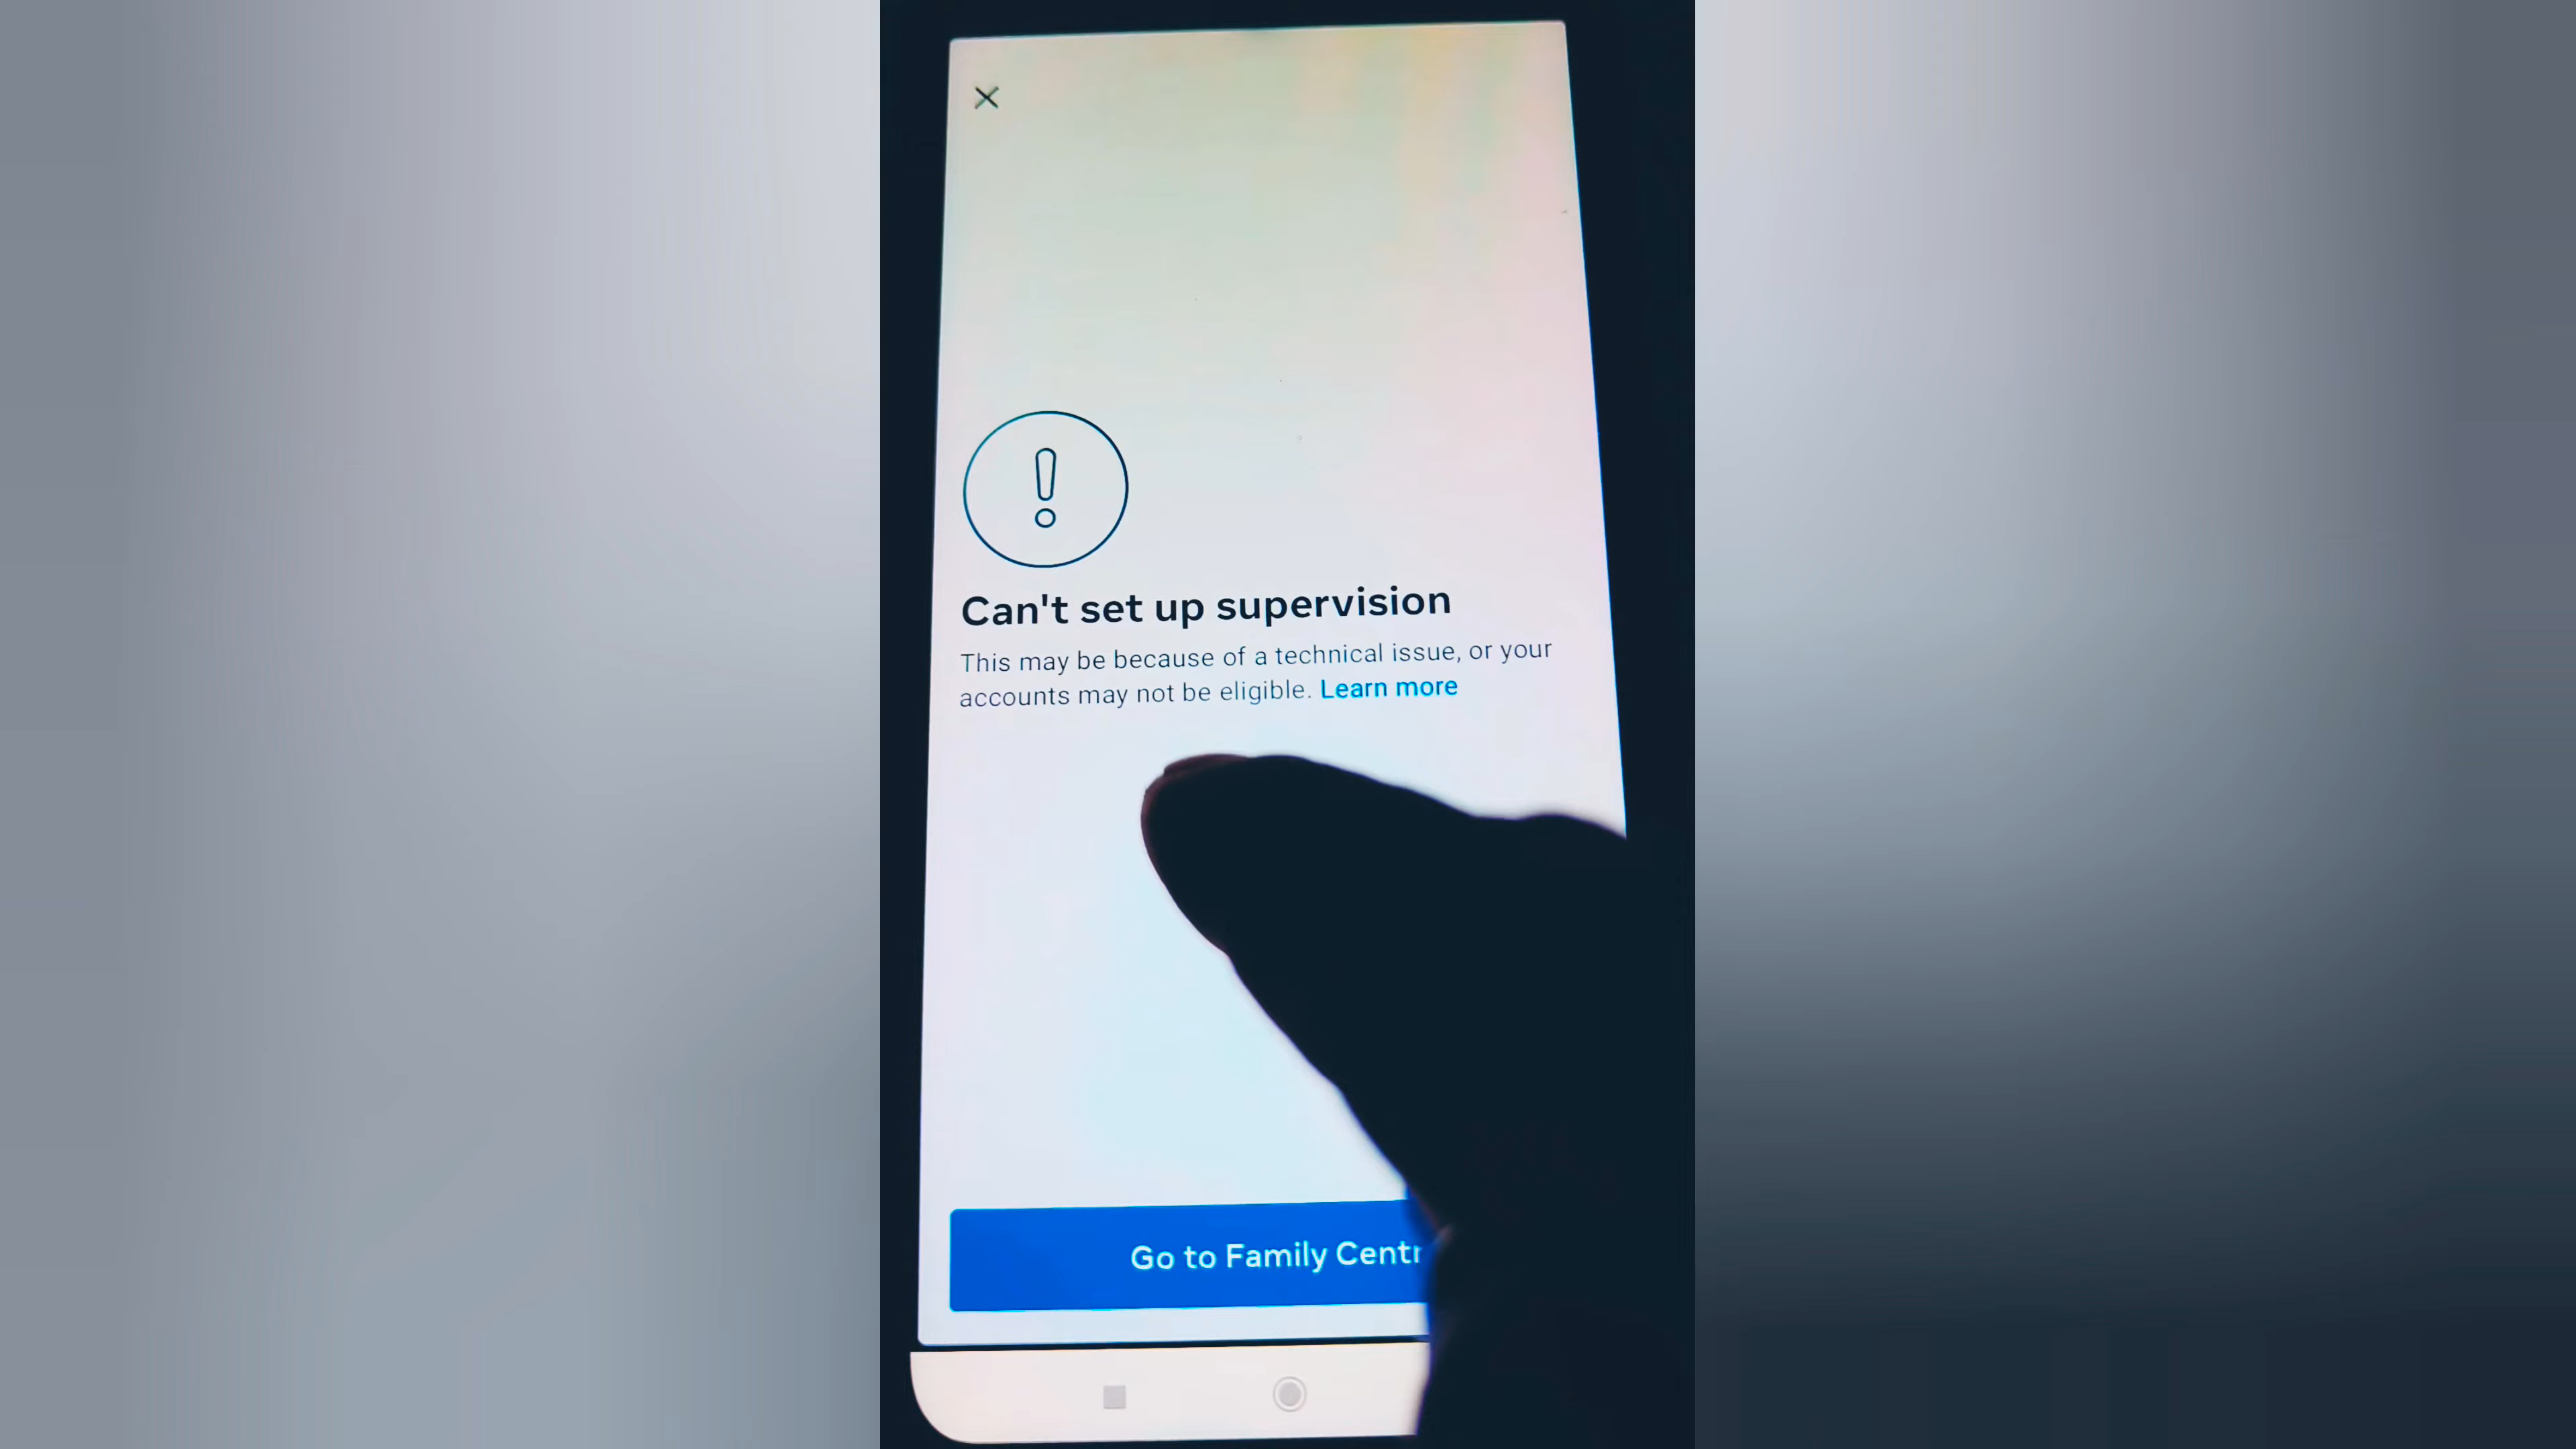 Can't set up supervision
This may be because of a technical issue, or your
accounts may not be eligible. Learn more
Go to Family Centr